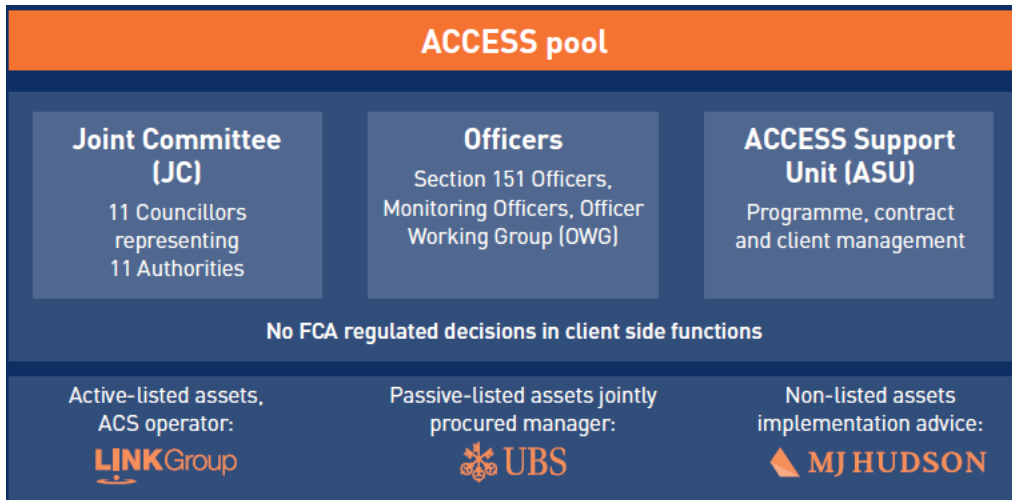 ACCESS pool
Joint Committee
(JC)
11 Councillors
representing
11 Authorities
Officers
Section 151 Officers,
Monitoring Officers, Officer
Working Group (OWG)
ACCESS Support
Unit (ASU)
Programme, contract
and client management
No FCA regulated decisions in client side functions
Active-listed assets,
ACS operator:
LINKGroup
Passive-listed assets jointly
procured manager:
UBS
Non-listed assets
implementation advice:
MJ HUDSON